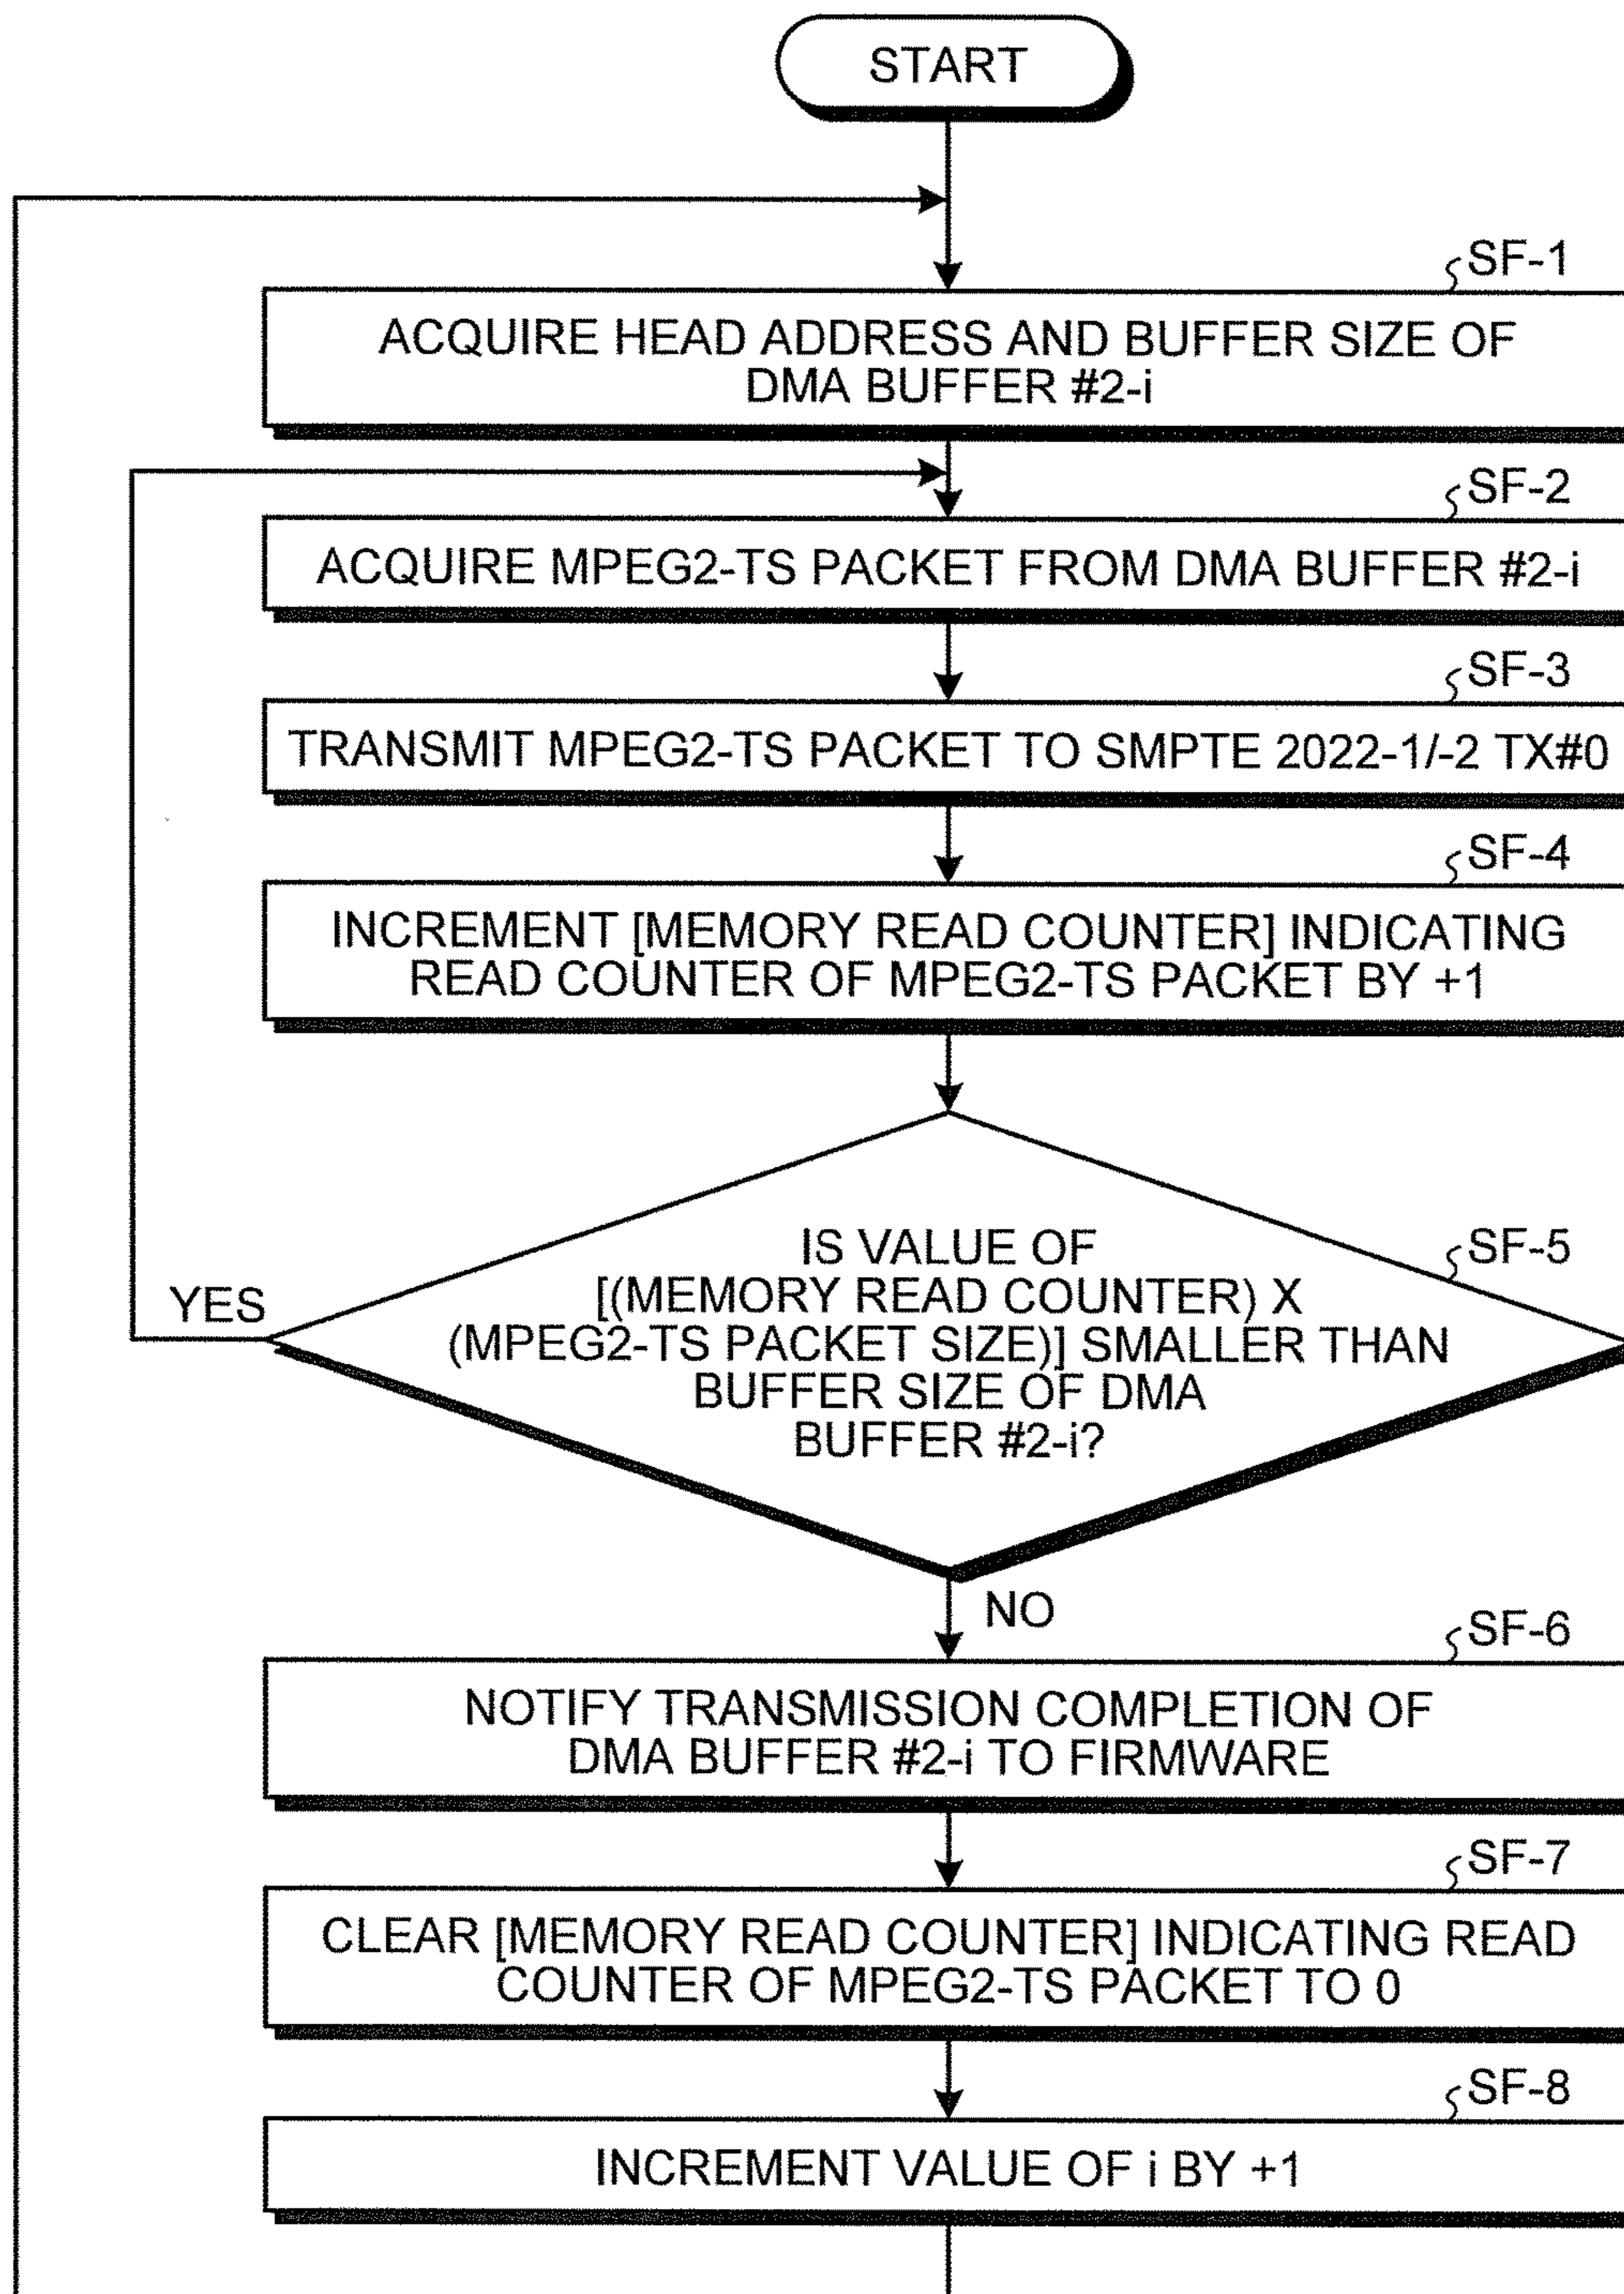 START
SF-1
ACQUIRE HEAD ADDRESS AND BUFFER SIZE OF
DMA BUFFER #2-i
SF-2
ACQUIRE MPEG2-TS PACKET FROM DMA BUFFER #2-i
SF-3
TRANSMIT MPEG2-TS PACKET TO SMPTE 2022-1/-2 TX#0
SF-4
INCREMENT [MEMORY READ COUNTER] INDICATING
READ COUNTER OF MPEG2-TS PACKET BY +1
SF-5
IS VALUE OF
[(MEMORY READ COUNTER) X
(MPEG2-TS PACKET SIZE)] SMALLER THAN
BUFFER SIZE OF DMA
BUFFER #2-i?
YES
NO
SF-6
NOTIFY TRANSMISSION COMPLETION OF
DMA BUFFER #2-i TO FIRMWARE
SF-7
CLEAR [MEMORY READ COUNTER] INDICATING READ
COUNTER OF MPEG2-TS PACKET TO 0
SF-8
INCREMENT VALUE OF i BY +1